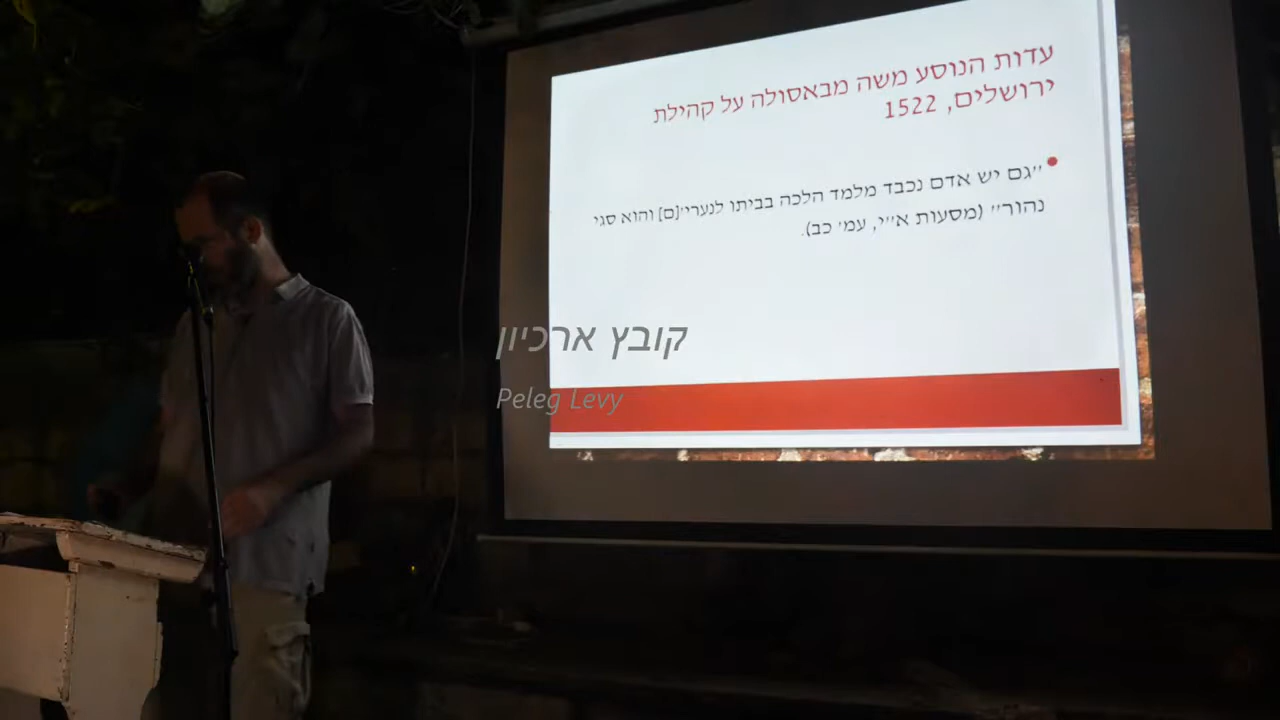 עדות הנוסע משה מבאסולה על קהילת
ירושלים, 1522
"גם יש אדם נכבד מלמד הלכה בביתו לנערי"[ם] והוא סגי
נהור" (מסעות א"י, עמ' כב).
קובץ ארכיון
Peleg Levy